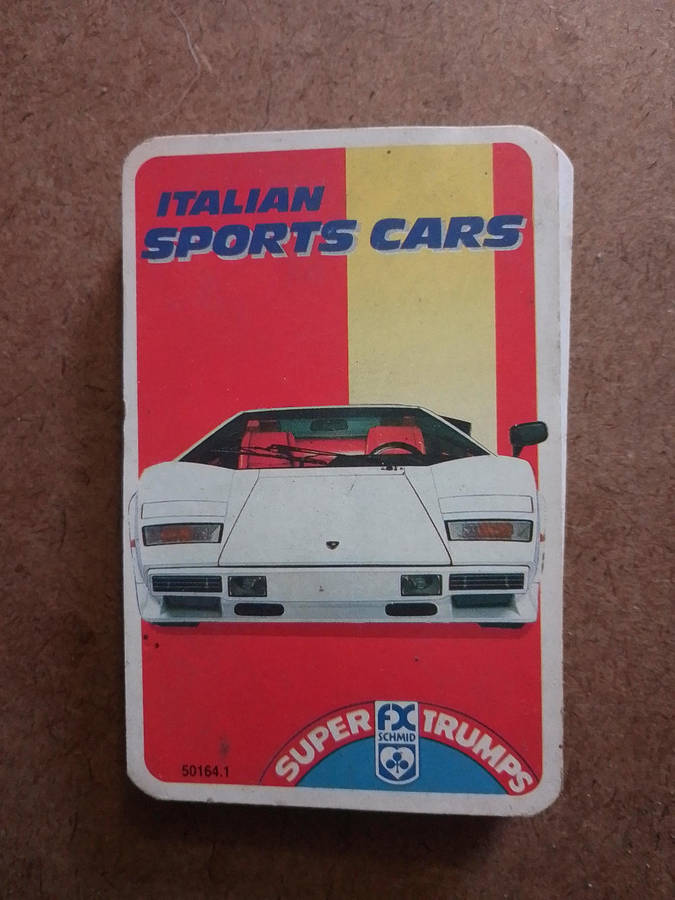 ITALIAN
SPORTS CARS
SUPER TRUMPS
FX
SCHMID
50164.1